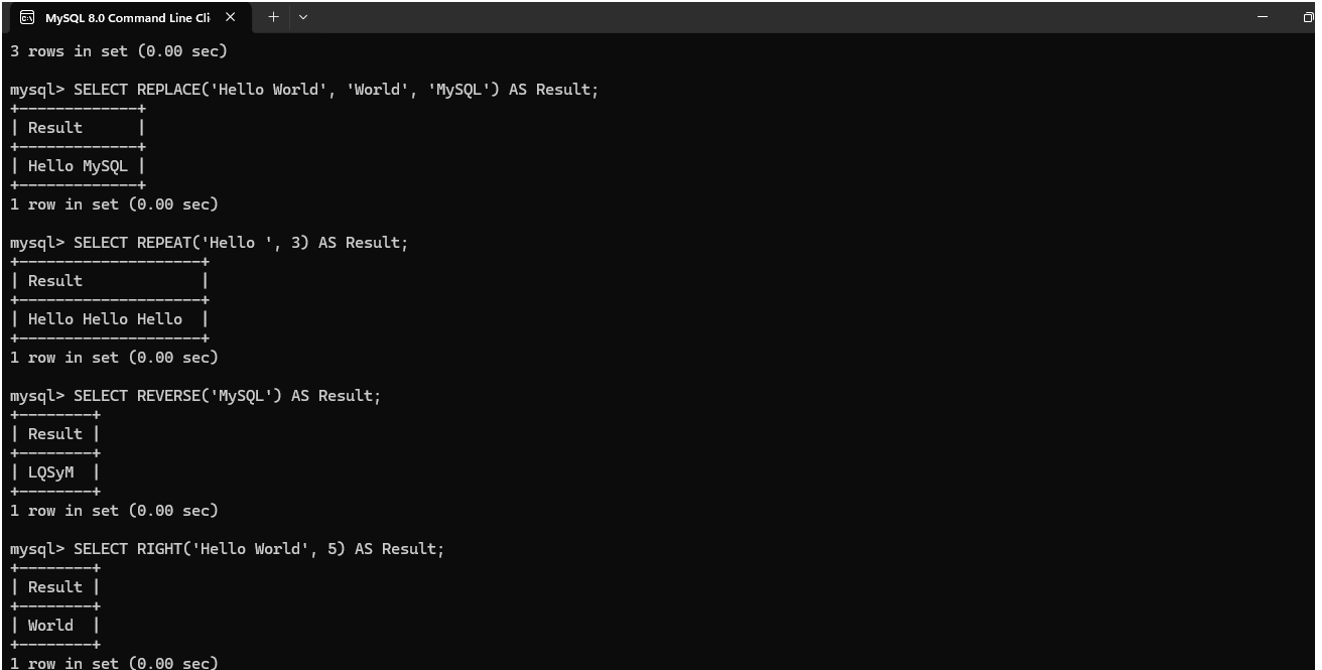 MySQL 8.0 Command Line Cli
3 rows in set (0.00 sec)
mysql> SELECT REPLACE('Hello World', 'World', 'MySQL') AS Result;
+-------------+
| Result      |
+-------------+
| Hello MySQL |
+-------------+
1 row in set (0.00 sec)
mysql> SELECT REPEAT('Hello ', 3) AS Result;
+--------------------+
| Result             |
+--------------------+
| Hello Hello Hello  |
+--------------------+
1 row in set (0.00 sec)
mysql> SELECT REVERSE('MySQL') AS Result;
+--------+
| Result |
+--------+
| LQSyM  |
+--------+
1 row in set (0.00 sec)
mysql> SELECT RIGHT('Hello World', 5) AS Result;
+--------+
| Result |
+--------+
| World  |
+--------+
1 row in set (0.00 sec)